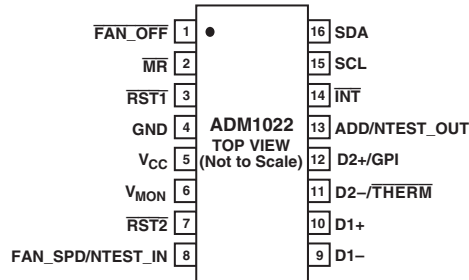 FAN_OFF 1
MR 2
RST1 3
GND 4
VCC 5
VMON 6
RST2 7
FAN_SPD/NTEST_IN 8
ADM1022
TOP VIEW
(Not to Scale)
16 SDA
15 SCL
14 INT
13 ADD/NTEST_OUT
12 D2+/GPI
11 D2–/THERM
10 D1+
9 D1–